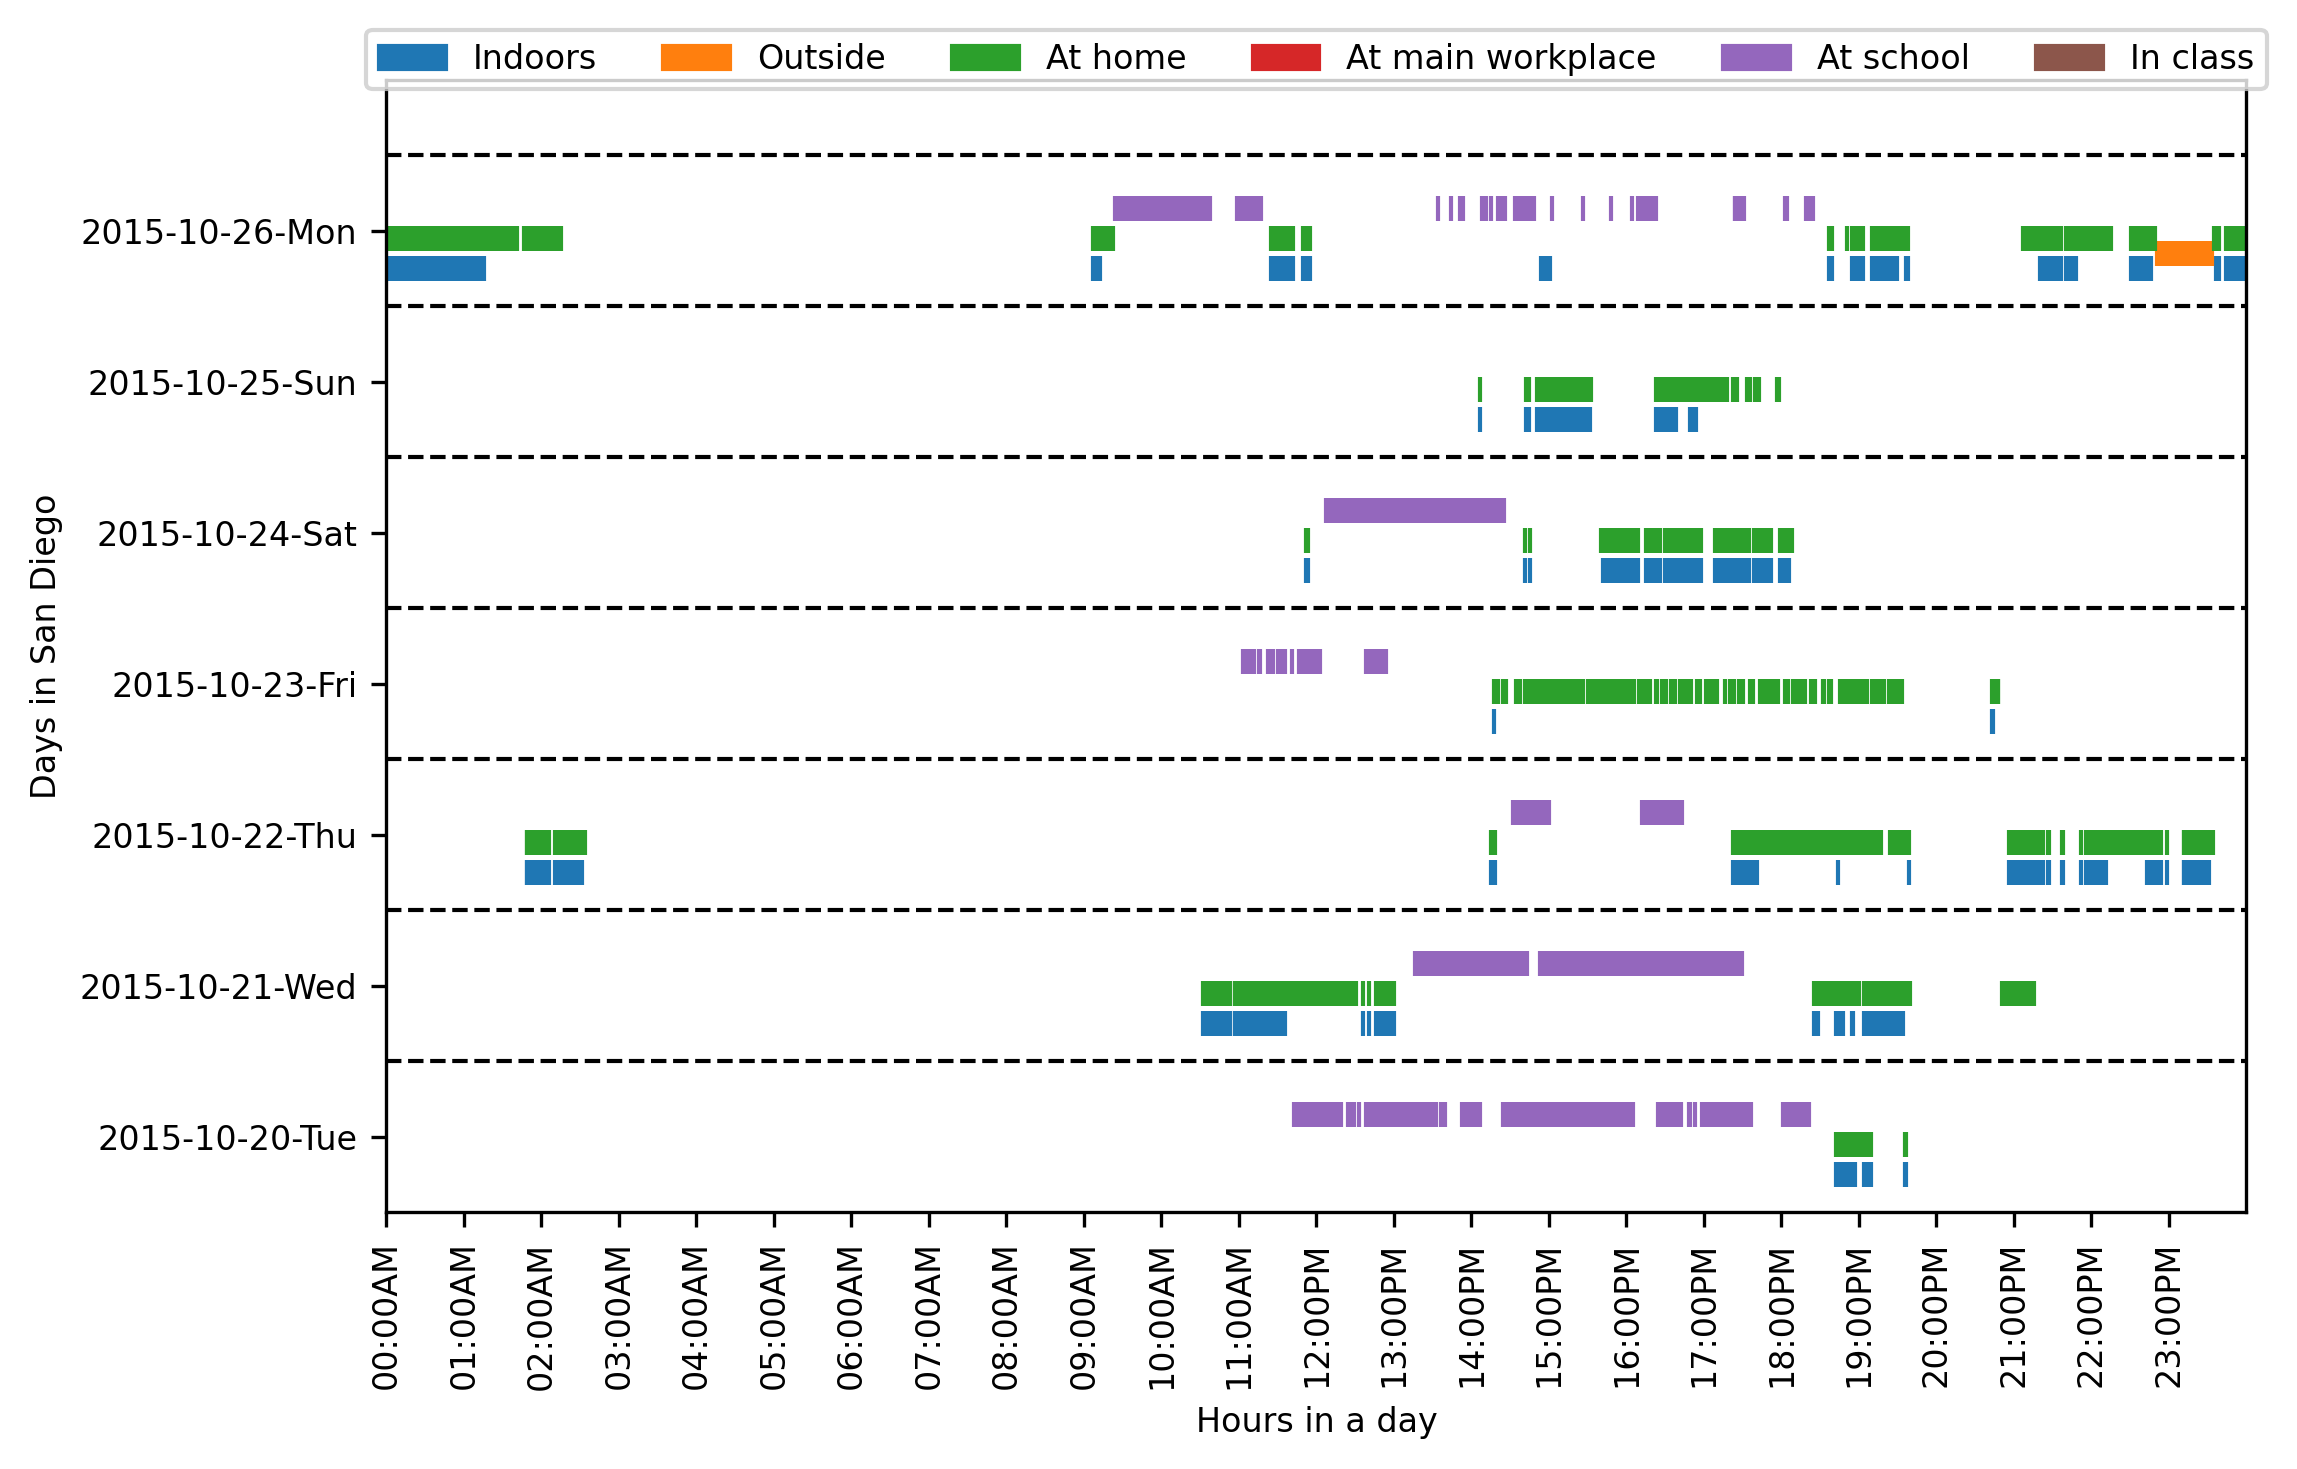 Indoors Outside At home At main workplace At school In class
2015-10-26-Mon
2015-10-25-Sun
2015-10-24-Sat
2015-10-23-Fri
2015-10-22-Thu
2015-10-21-Wed
2015-10-20-Tue
Days in San Diego
00:00AM
01:00AM
02:00AM
03:00AM
04:00AM
05:00AM
06:00AM
07:00AM
08:00AM
09:00AM
10:00AM
11:00AM
12:00PM
13:00PM
14:00PM
15:00PM
16:00PM
17:00PM
18:00PM
19:00PM
20:00PM
21:00PM
22:00PM
23:00PM
Hours in a day